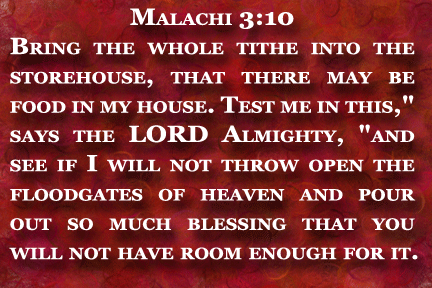 Malachi 3:10
Bring the whole tithe into the
storehouse, that there may be
food in my house. Test me in this,"
says the LORD Almighty, "and
see if I will not throw open the
floodgates of heaven and pour
out so much blessing that you
will not have room enough for it.